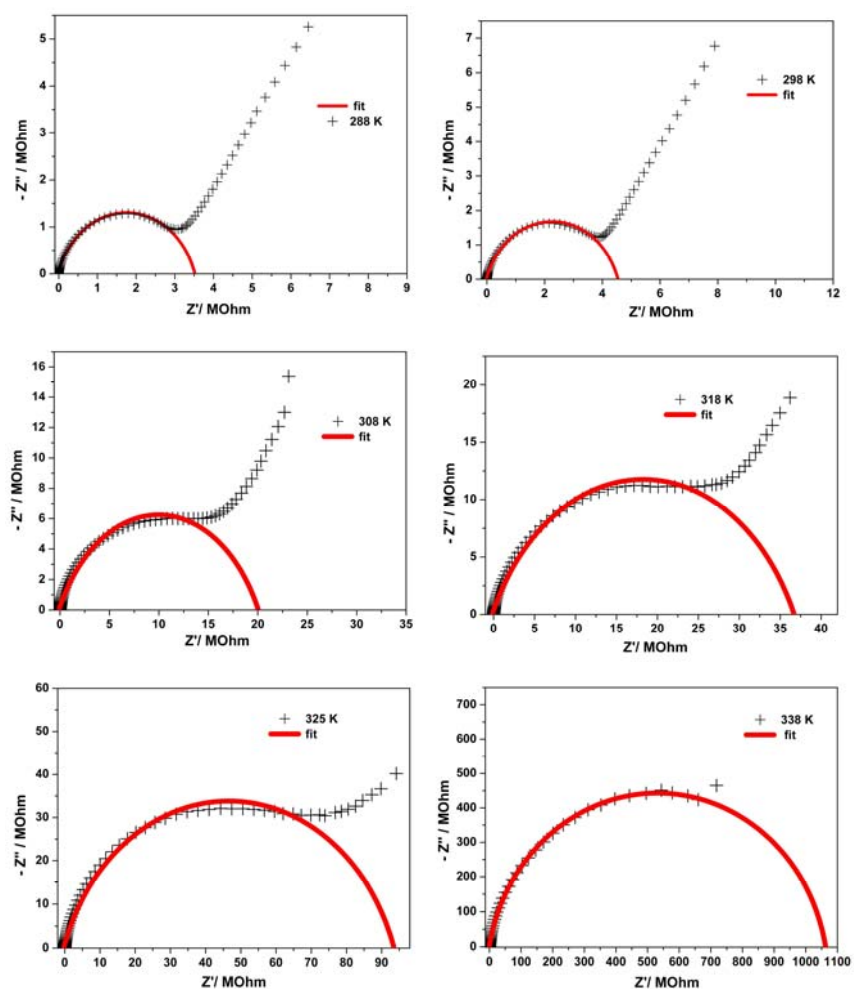 5
4
3
2
1
0
- Z'' / MOhm
fit
288 K
0 1 2 3 4 5 6 7 8 9
Z'/ MOhm
7
6
5
4
3
2
1
0
- Z'' / MOhm
298 K
fit
0 2 4 6 8 10 12
Z'/ MOhm
16
14
12
10
8
6
4
2
0
- Z'' / MOhm
308 K
fit
0 5 10 15 20 25 30 35
Z'/ MOhm
20
15
10
5
0
- Z'' / MOhm
318 K
fit
0 5 10 15 20 25 30 35 40
Z'/ MOhm
60
50
40
30
20
10
0
- Z'' / MOhm
325 K
fit
0 10 20 30 40 50 60 70 80 90
Z'/ MOhm
700
600
500
400
300
200
100
0
- Z'' / MOhm
338 K
fit
0 100 200 300 400 500 600 700 800 900 1000 1100
Z'/ MOhm